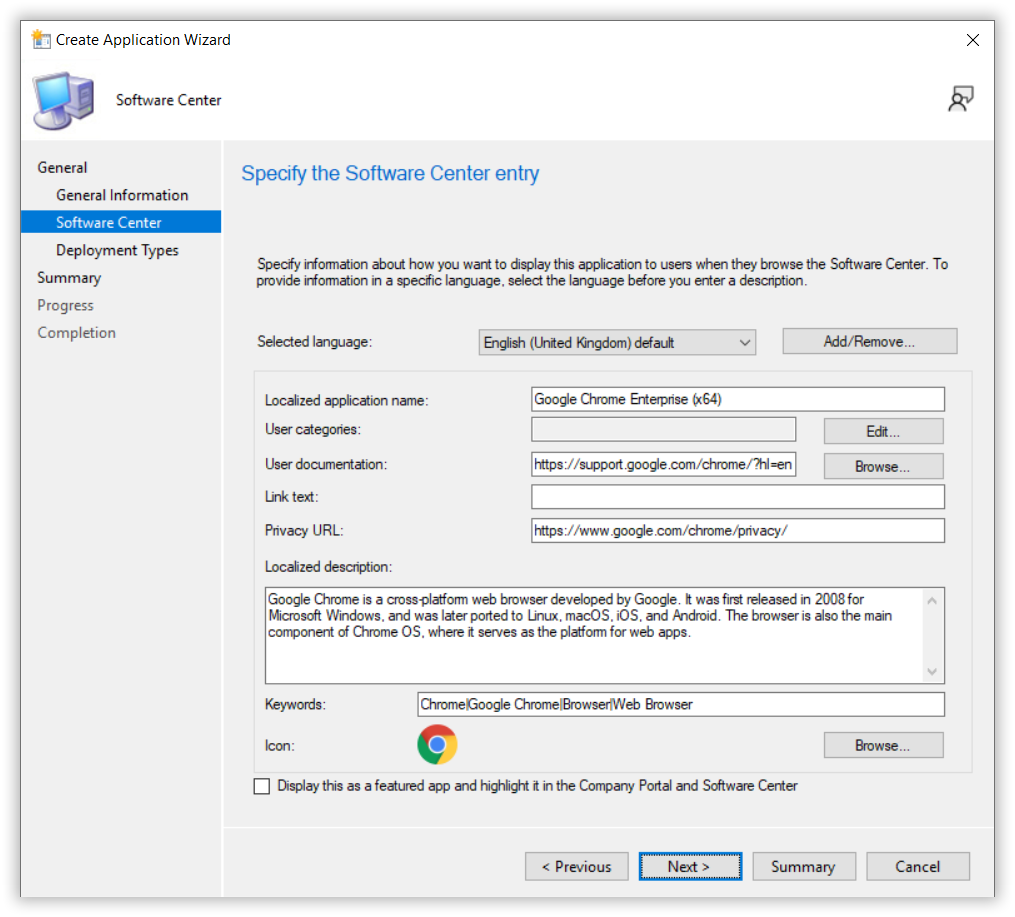 Create Application Wizard
Software Center
General
General Information
Software Center
Deployment Types
Summary
Progress
Completion
Specify the Software Center entry
Specify information about how you want to display this application to users when they browse the Software Center. To
provide information in a specific language, select the language before you enter a description.
Selected language:
English (United Kingdom) default
Add/Remove...
Localized application name:
Google Chrome Enterprise (x64)
User categories:
Edit...
User documentation:
https://support.google.com/chrome/?hl=en
Browse...
Link text:
Privacy URL:
https://www.google.com/chrome/privacy/
Localized description:
Google Chrome is a cross-platform web browser developed by Google. It was first released in 2008 for
Microsoft Windows, and was later ported to Linux, macOS, iOS, and Android. The browser is also the main
component of Chrome OS, where it serves as the platform for web apps.
Keywords:
Chrome|Google Chrome|Browser|Web Browser
Icon:
Browse...
Display this as a featured app and highlight it in the Company Portal and Software Center
< Previous
Next >
Summary
Cancel